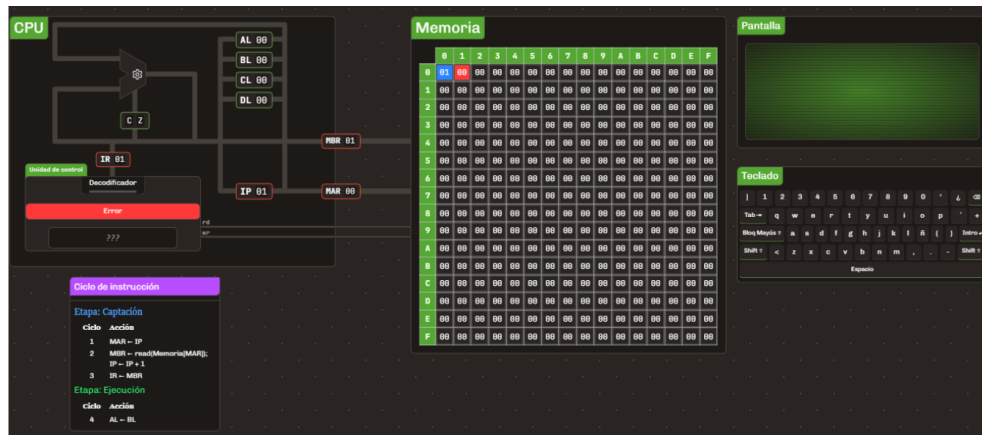 CPU
AL 00
BL 00
CL 00
DL 00
C Z
MBR 01
IR 01
Unidad de control
Decodificador
Error
???
IP 01
MAR 00
rd
wr
Ciclo de instrucción
Etapa: Captación
Ciclo Acción
1 MAR ← IP
2 MBR ← read(Memoria[MAR]);
IP ← IP + 1
3 IR ← MBR
Etapa: Ejecución
Ciclo Acción
4 AL ← BL
Memoria
0 1 2 3 4 5 6 7 8 9 A B C D E F
0 01 00 00 00 00 00 00 00 00 00 00 00 00 00 00 00
1 00 00 00 00 00 00 00 00 00 00 00 00 00 00 00 00
2 00 00 00 00 00 00 00 00 00 00 00 00 00 00 00 00
3 00 00 00 00 00 00 00 00 00 00 00 00 00 00 00 00
4 00 00 00 00 00 00 00 00 00 00 00 00 00 00 00 00
5 00 00 00 00 00 00 00 00 00 00 00 00 00 00 00 00
6 00 00 00 00 00 00 00 00 00 00 00 00 00 00 00 00
7 00 00 00 00 00 00 00 00 00 00 00 00 00 00 00 00
8 00 00 00 00 00 00 00 00 00 00 00 00 00 00 00 00
9 00 00 00 00 00 00 00 00 00 00 00 00 00 00 00 00
A 00 00 00 00 00 00 00 00 00 00 00 00 00 00 00 00
B 00 00 00 00 00 00 00 00 00 00 00 00 00 00 00 00
C 00 00 00 00 00 00 00 00 00 00 00 00 00 00 00 00
D 00 00 00 00 00 00 00 00 00 00 00 00 00 00 00 00
E 00 00 00 00 00 00 00 00 00 00 00 00 00 00 00 00
F 00 00 00 00 00 00 00 00 00 00 00 00 00 00 00 00
Pantalla
Teclado
| 1 2 3 4 5 6 7 8 9 0 ' ¿ ⌫
Tab q w e r t y u i o p ´ +
Bloq Mayús ⇧ a s d f g h j k l ñ { } Intro
Shift ⇧ < z x c v b n m , . - Shift ⇧
Espacio